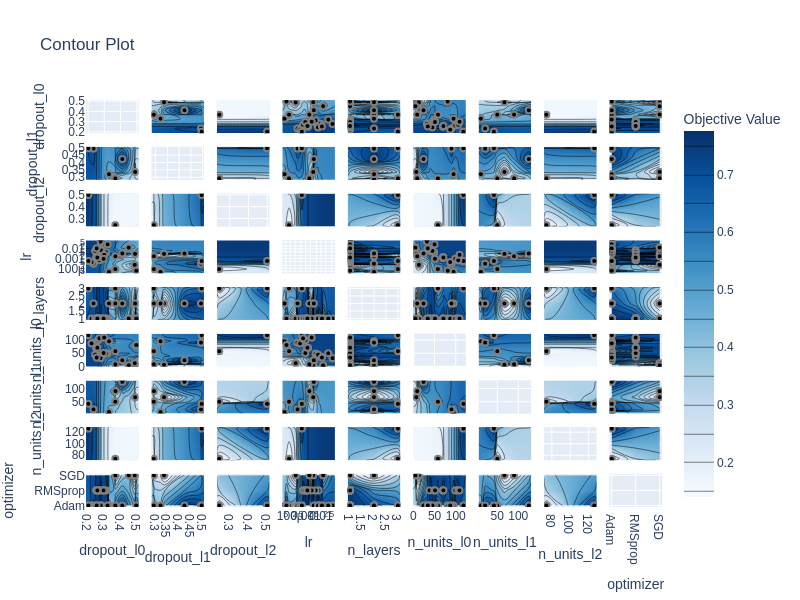 Contour Plot
Objective Value
0.7
0.6
0.5
0.4
0.3
0.2
dropout_l0
0.5
0.4
0.3
0.2
dropout_l1
0.5
0.45
0.4
0.35
0.3
dropout_l2
0.5
0.4
0.3
lr
0.01
0.001
n_layers
3
2.5
2
1.5
1
n_units_l0
100
50
0
n_units_l1
100
50
n_units_l2
120
100
80
optimizer
SGD
RMSprop
Adam
0.2 0.3 0.4 0.5
0.3 0.35 0.4 0.45 0.5
0.3 0.4 0.5
1 1.5 2 2.5 3
0 50 100
50 100
80 100 120
Adam RMSprop SGD
dropout_l0 dropout_l1 dropout_l2 lr n_layers n_units_l0 n_units_l1 n_units_l2 optimizer